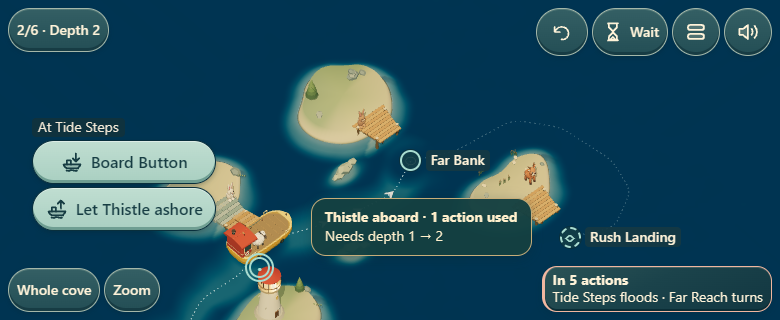 2/6 · Depth 2
Wait
At Tide Steps
Board Button
Let Thistle ashore
Far Bank
Thistle aboard · 1 action used
Needs depth 1 → 2
Rush Landing
Whole cove
Zoom
In 5 actions
Tide Steps floods · Far Reach turns